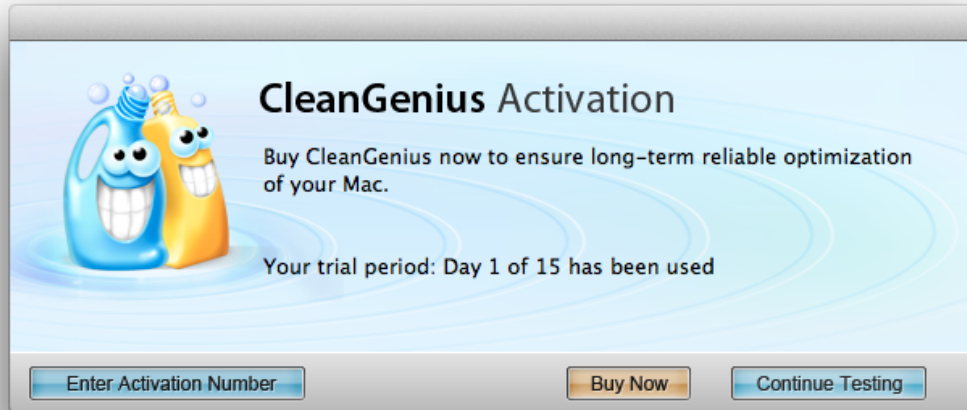 CleanGenius Activation
Buy CleanGenius now to ensure long-term reliable optimization
of your Mac.
Your trial period: Day 1 of 15 has been used
Enter Activation Number
Buy Now
Continue Testing